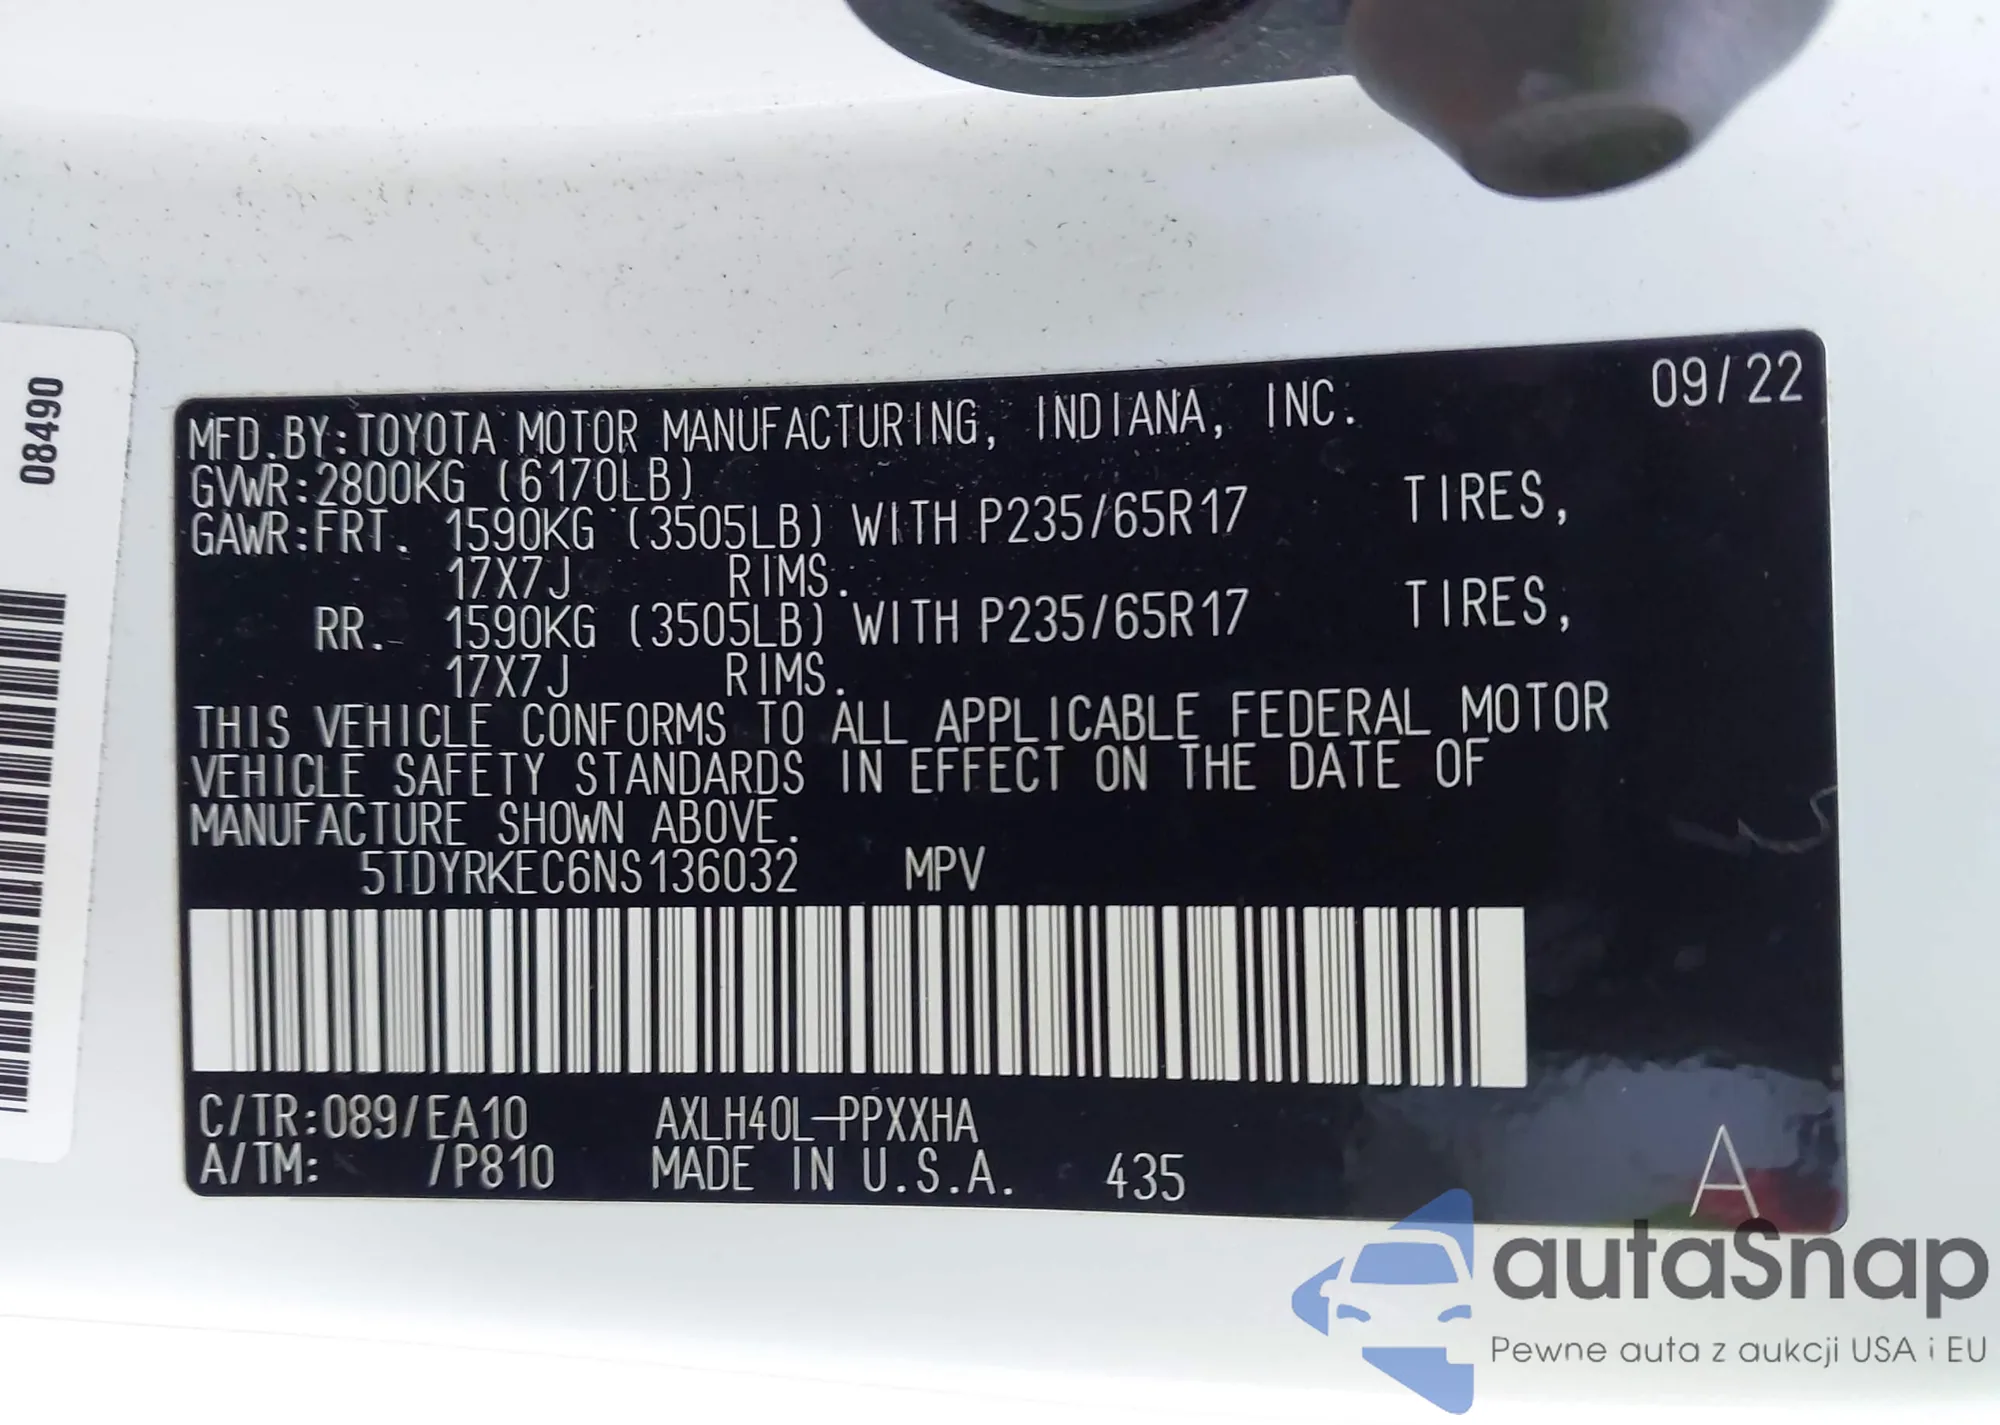 08490
09/22
MFD.BY:TOYOTA MOTOR MANUFACTURING, INDIANA, INC.
GVWR:2800KG (6170LB)
GAWR:FRT. 1590KG (3505LB) WITH P235/65R17 TIRES,
17X7J RIMS.
RR. 1590KG (3505LB) WITH P235/65R17 TIRES,
17X7J RIMS.
THIS VEHICLE CONFORMS TO ALL APPLICABLE FEDERAL MOTOR
VEHICLE SAFETY STANDARDS IN EFFECT ON THE DATE OF
MANUFACTURE SHOWN ABOVE.
5TDYRKEC6NS136032 MPV
C/TR:089/EA10 AXLH40L-PPXXHA
A/TM: /P810 MADE IN U.S.A. 435
A
autaSnap
Pewne auta z aukcji USA i EU